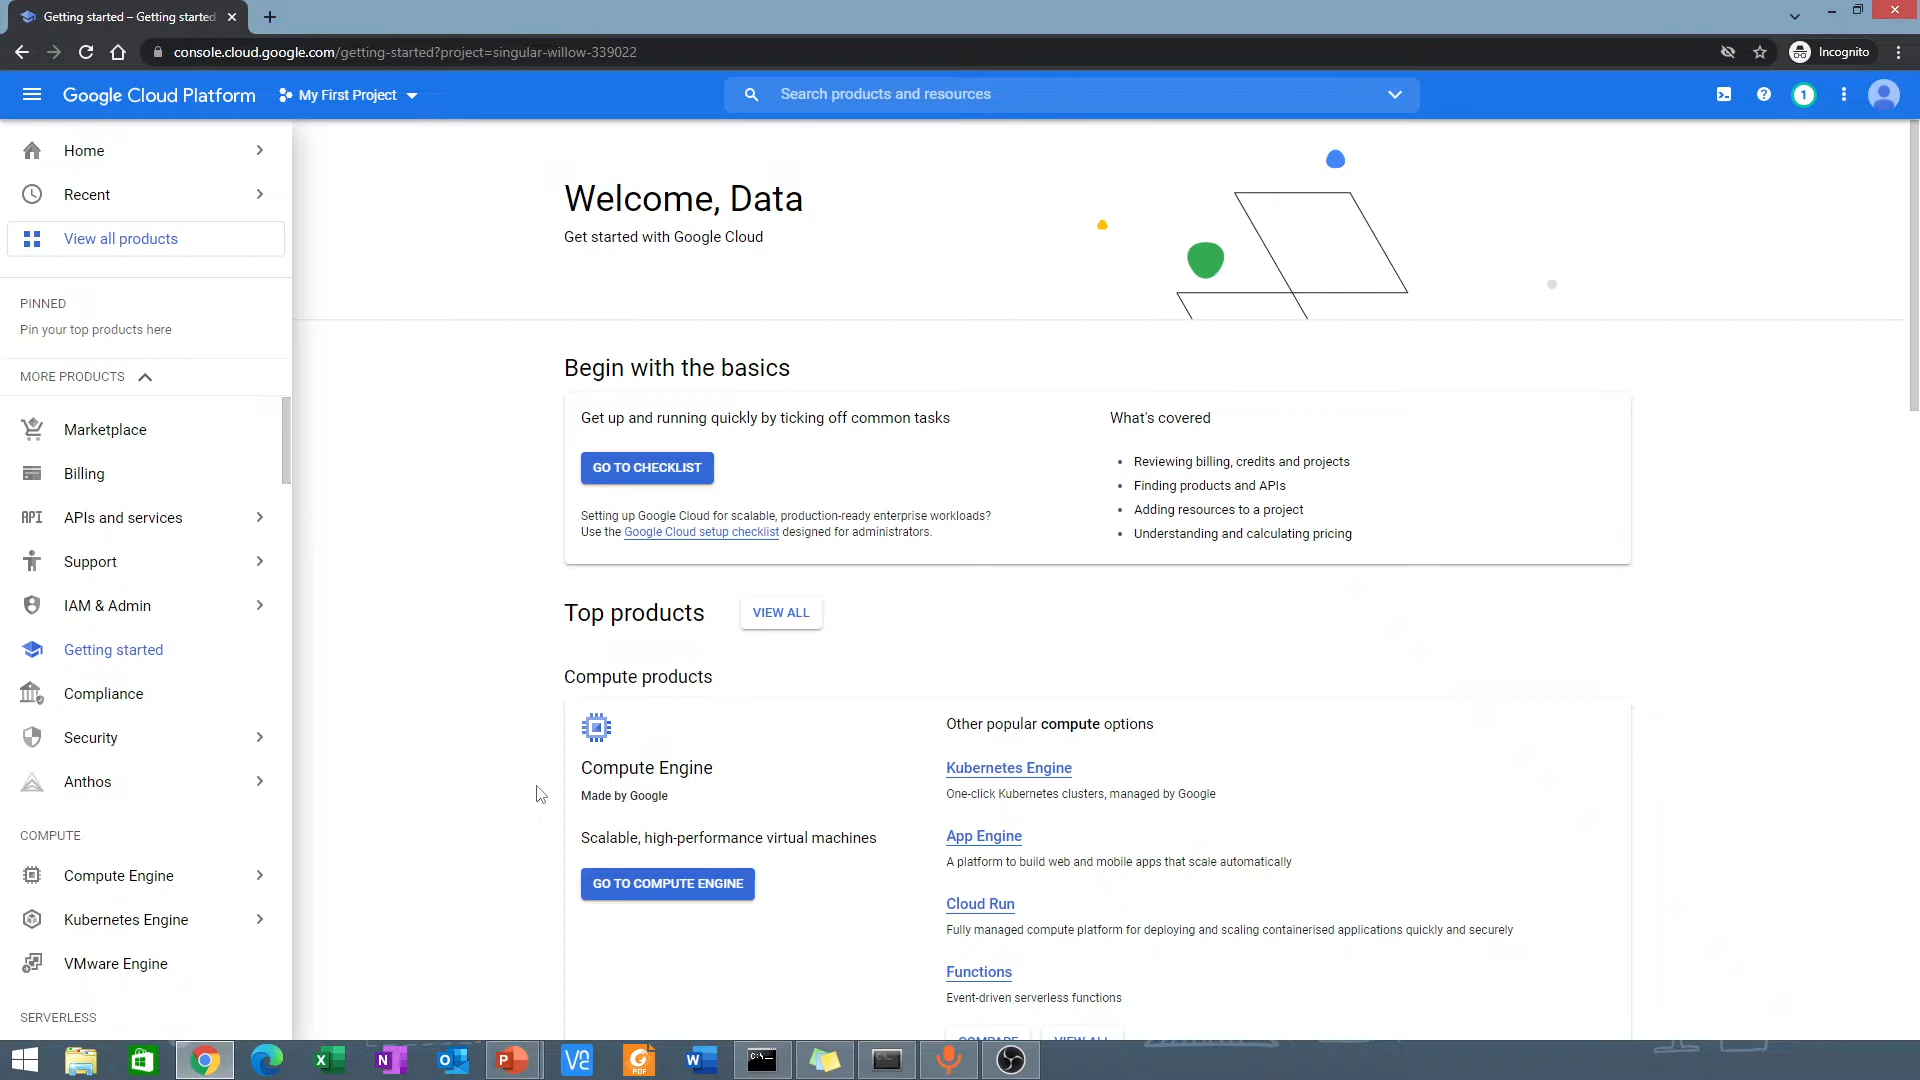 Getting started – Getting started
console.cloud.google.com/getting-started?project=singular-willow-339022
Incognito
Google Cloud Platform
My First Project
Search products and resources
1
Home
Recent
View all products
PINNED
Pin your top products here
MORE PRODUCTS
Marketplace
Billing
API
APIs and services
Support
IAM & Admin
Getting started
Compliance
Security
Anthos
COMPUTE
Compute Engine
Kubernetes Engine
VMware Engine
SERVERLESS
Welcome, Data
Get started with Google Cloud
Begin with the basics
Get up and running quickly by ticking off common tasks
GO TO CHECKLIST
Setting up Google Cloud for scalable, production-ready enterprise workloads?
Use the Google Cloud setup checklist designed for administrators.
What's covered
Reviewing billing, credits and projects
Finding products and APIs
Adding resources to a project
Understanding and calculating pricing
Top products
VIEW ALL
Compute products
Compute Engine
Made by Google
Scalable, high-performance virtual machines
GO TO COMPUTE ENGINE
Other popular compute options
Kubernetes Engine
One-click Kubernetes clusters, managed by Google
App Engine
A platform to build web and mobile apps that scale automatically
Cloud Run
Fully managed compute platform for deploying and scaling containerised applications quickly and securely
Functions
Event-driven serverless functions
COMPARE
VIEW ALL